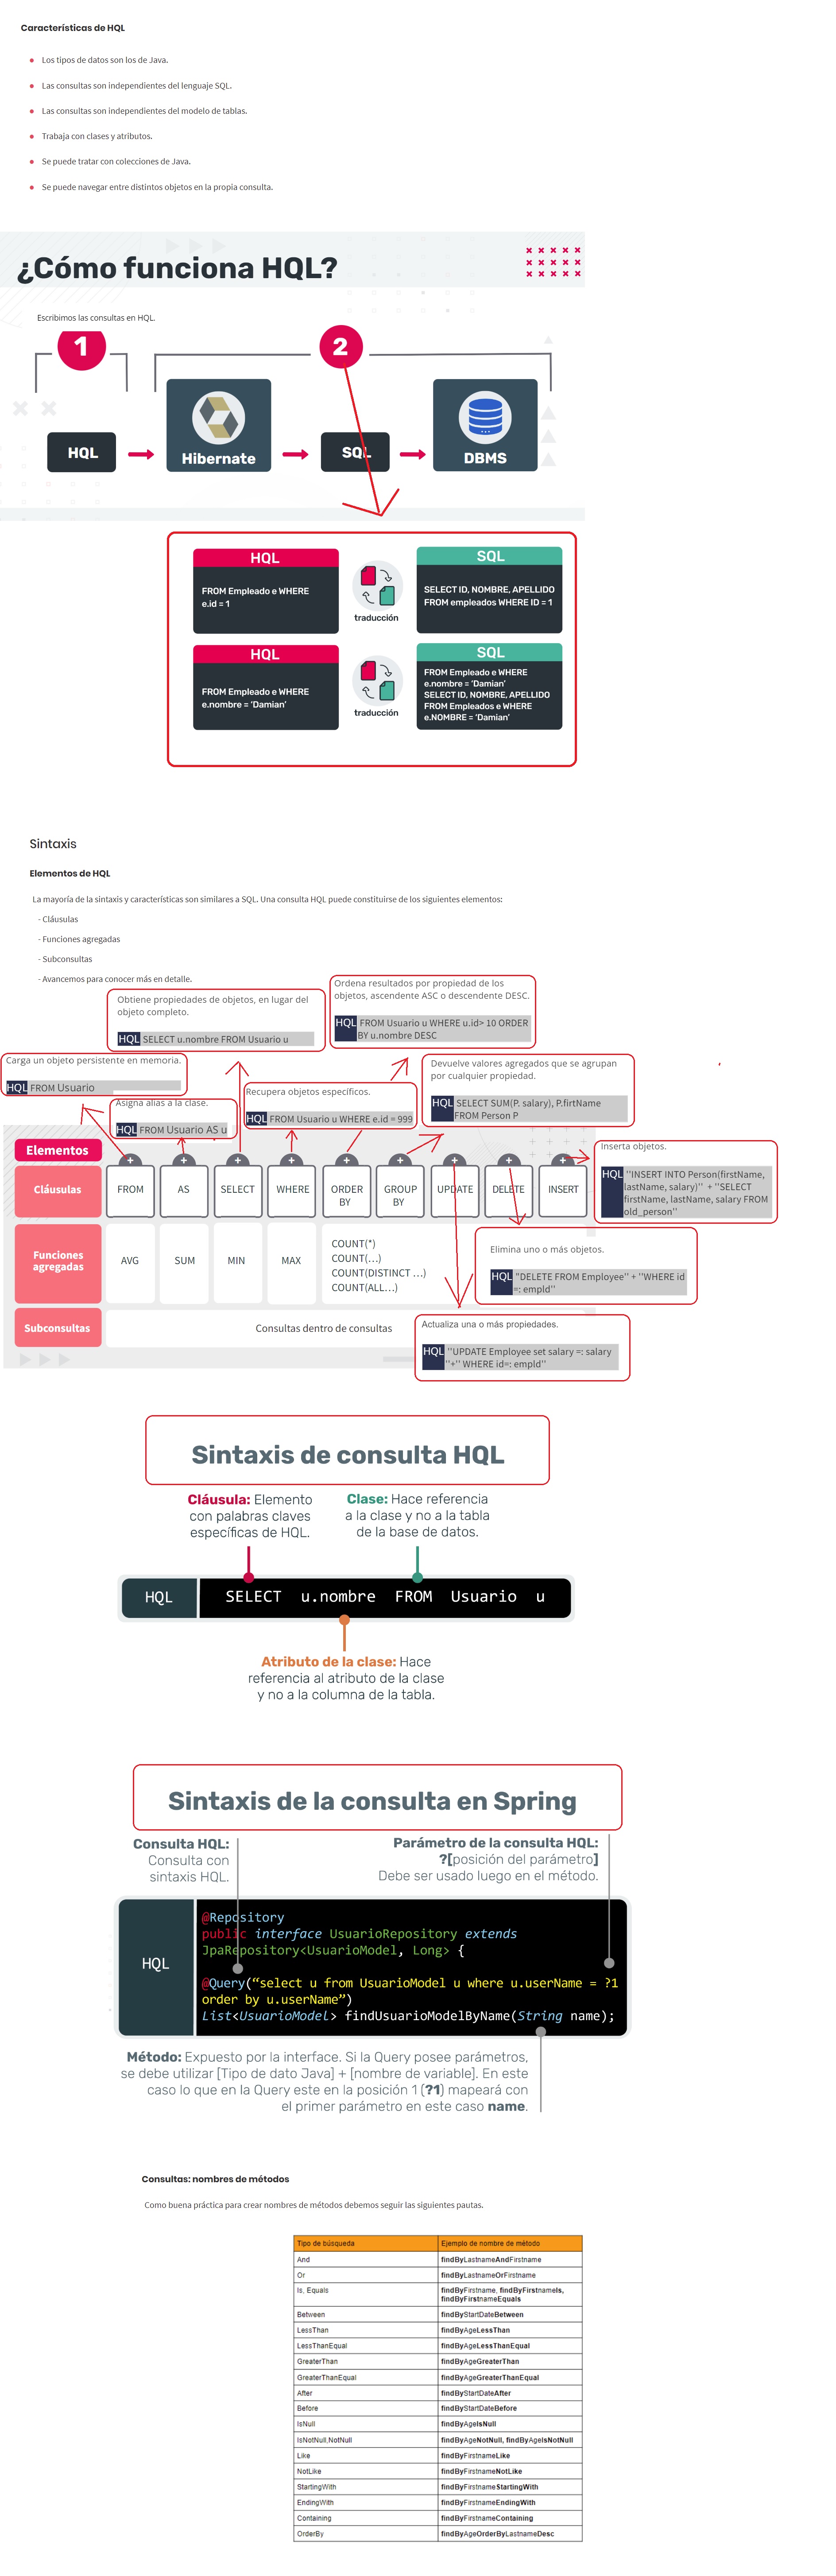 Características de HQL
Los tipos de datos son los de Java.
Las consultas son independientes del lenguaje SQL.
Las consultas son independientes del modelo de tablas.
Trabaja con clases y atributos.
Se puede tratar con colecciones de Java.
Se puede navegar entre distintos objetos en la propia consulta.
¿Cómo funciona HQL?
Escribimos las consultas en HQL.
1
2
HQL
Hibernate
SQL
DBMS
HQL
FROM Empleado e WHERE
e.id = 1
traducción
SQL
SELECT ID, NOMBRE, APELLIDO
FROM empleados WHERE ID = 1
HQL
FROM Empleado e WHERE
e.nombre = 'Damian'
traducción
SQL
FROM Empleado e WHERE
e.nombre = 'Damian'
SELECT ID, NOMBRE, APELLIDO
FROM Empleados e WHERE
e.NOMBRE = 'Damian'
Sintaxis
Elementos de HQL
La mayoría de la sintaxis y características son similares a SQL. Una consulta HQL puede constituirse de los siguientes elementos:
- Cláusulas
- Funciones agregadas
- Subconsultas
- Avancemos para conocer más en detalle.
Obtiene propiedades de objetos, en lugar del
objeto completo.
HQL SELECT u.nombre FROM Usuario u
Ordena resultados por propiedad de los
objetos, ascendente ASC o descendente DESC.
HQL FROM Usuario u WHERE u.id> 10 ORDER
BY u.nombre DESC
Carga un objeto persistente en memoria.
HQL FROM Usuario
Asigna alias a la clase.
HQL FROM Usuario AS u
Recupera objetos específicos.
HQL FROM Usuario u WHERE e.id = 999
Devuelve valores agregados que se agrupan
por cualquier propiedad.
HQL SELECT SUM(P. salary), P.firtName
FROM Person P
Inserta objetos.
HQL ''INSERT INTO Person(firstName,
lastName, salary)'' + ''SELECT
firstName, lastName, salary FROM
old_person''
Elementos
Cláusulas
FROM
AS
SELECT
WHERE
ORDER
BY
GROUP
BY
UPDATE
DELETE
INSERT
Funciones
agregadas
AVG
SUM
MIN
MAX
COUNT(*)
COUNT(...)
COUNT(DISTINCT ...)
COUNT(ALL...)
Elimina uno o más objetos.
HQL ''DELETE FROM Employee'' + ''WHERE id
=: empld''
Subconsultas
Consultas dentro de consultas
Actualiza una o más propiedades.
HQL ''UPDATE Employee set salary =: salary
''+'' WHERE id=: empld''
Sintaxis de consulta HQL
Cláusula: Elemento
con palabras claves
específicas de HQL.
Clase: Hace referencia
a la clase y no a la tabla
de la base de datos.
HQL
SELECT u.nombre FROM Usuario u
Atributo de la clase: Hace
referencia al atributo de la clase
y no a la columna de la tabla.
Sintaxis de la consulta en Spring
Consulta HQL:
Consulta con
sintaxis HQL.
Parámetro de la consulta HQL:
?[posición del parámetro]
Debe ser usado luego en el método.
HQL
@Repository
public interface UsuarioRepository extends
JpaRepository<UsuarioModel, Long> {
@Query(“select u from UsuarioModel u where u.userName = ?1
order by u.userName”)
List<UsuarioModel> findUsuarioModelByName(String name);
Método: Expuesto por la interface. Si la Query posee parámetros,
se debe utilizar [Tipo de dato Java] + [nombre de variable]. En este
caso lo que en la Query este en la posición 1 (?1) mapeará con
el primer parámetro en este caso name.
Consultas: nombres de métodos
Como buena práctica para crear nombres de métodos debemos seguir las siguientes pautas.
Tipo de búsqueda Ejemplo de nombre de método
And findByLastnameAndFirstname
Or findByLastnameOrFirstname
Is, Equals findByFirstname, findByFirstnameIs,
findByFirstnameEquals
Between findByStartDateBetween
LessThan findByAgeLessThan
LessThanEqual findByAgeLessThanEqual
GreaterThan findByAgeGreaterThan
GreaterThanEqual findByAgeGreaterThanEqual
After findByStartDateAfter
Before findByStartDateBefore
IsNull findByAgeIsNull
IsNotNull,NotNull findByAgeNotNull, findByAgeIsNotNull
Like findByFirstnameLike
NotLike findByFirstnameNotLike
StartingWith findByFirstnameStartingWith
EndingWith findByFirstnameEndingWith
Containing findByFirstnameContaining
OrderBy findByAgeOrderByLastnameDesc